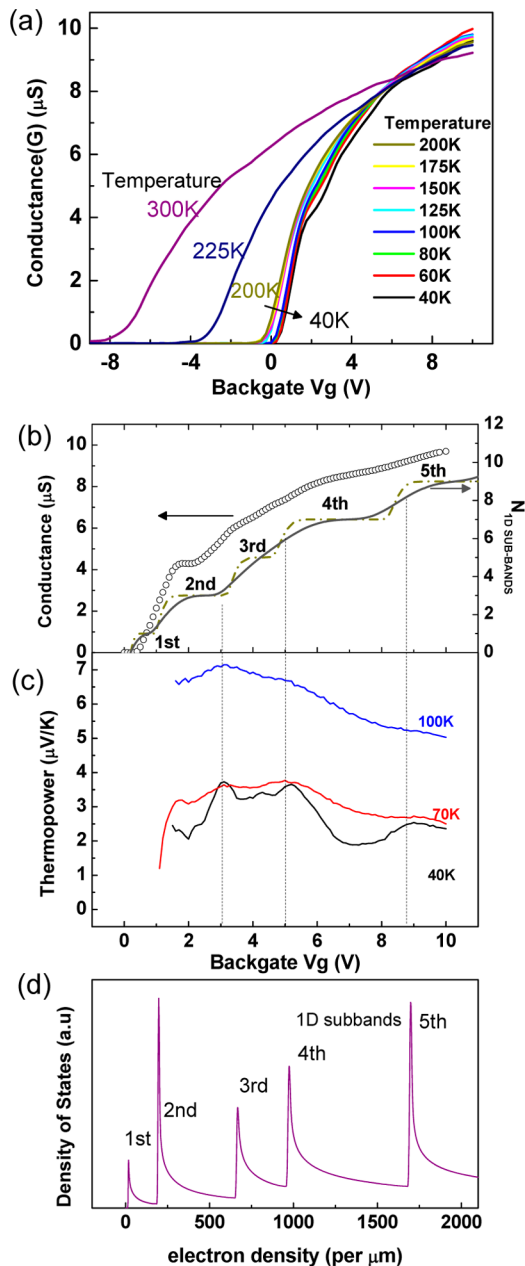 (a)
Conductance(G) (μS)
10
8
6
4
2
0
Temperature
300K
225K
200K
40K
Temperature
200K
175K
150K
125K
100K
80K
60K
40K
-8 -4 0 4 8
Backgate Vg (V)
(b)
Conductance (μS)
10
8
6
4
2
0
1st
2nd
3rd
4th
5th
12
10
8
6
4
2
0
N1D SUB-BANDS
(c)
Thermopower (μV/K)
7
6
5
4
3
2
1
0
100K
70K
40K
0 2 4 6 8 10
Backgate Vg (V)
(d)
Density of States (a.u)
1st
2nd
3rd
4th
1D subbands
5th
0 500 1000 1500 2000
electron density (per μm)